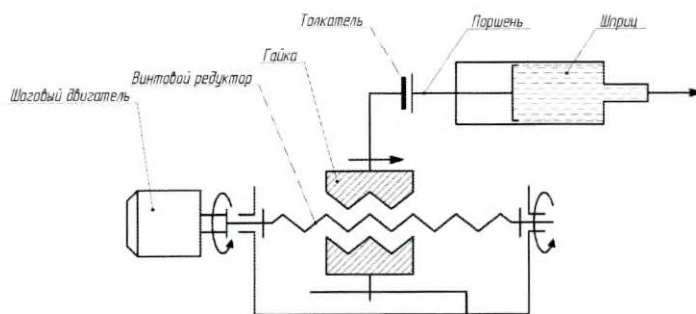 Толкатель
Поршень
Шприц
Гайка
Винтовой редуктор
Шаговый двигатель